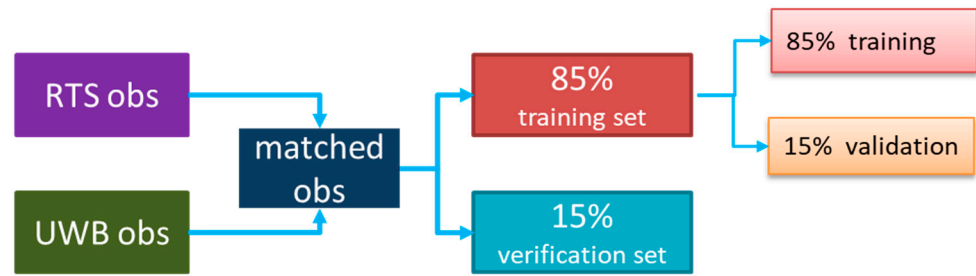 RTS obs
UWB obs
matched
obs
85%
training set
15%
verification set
85% training
15% validation